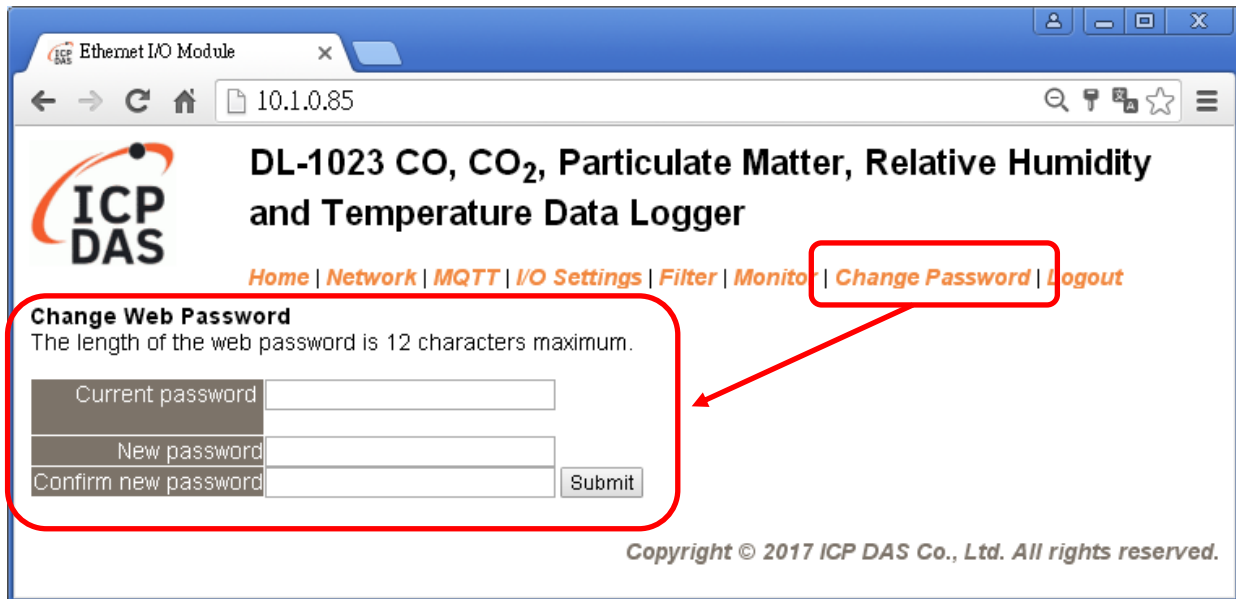 Ethernet I/O Module
10.1.0.85
ICP DAS
DL-1023 CO, CO₂, Particulate Matter, Relative Humidity
and Temperature Data Logger
ICP
DAS
Home | Network | MQTT | I/O Settings | Filter | Monitor | Change Password | Logout
Change Web Password
The length of the web password is 12 characters maximum.
Current password
New password
Confirm new password Submit
Copyright © 2017 ICP DAS Co., Ltd. All rights reserved.